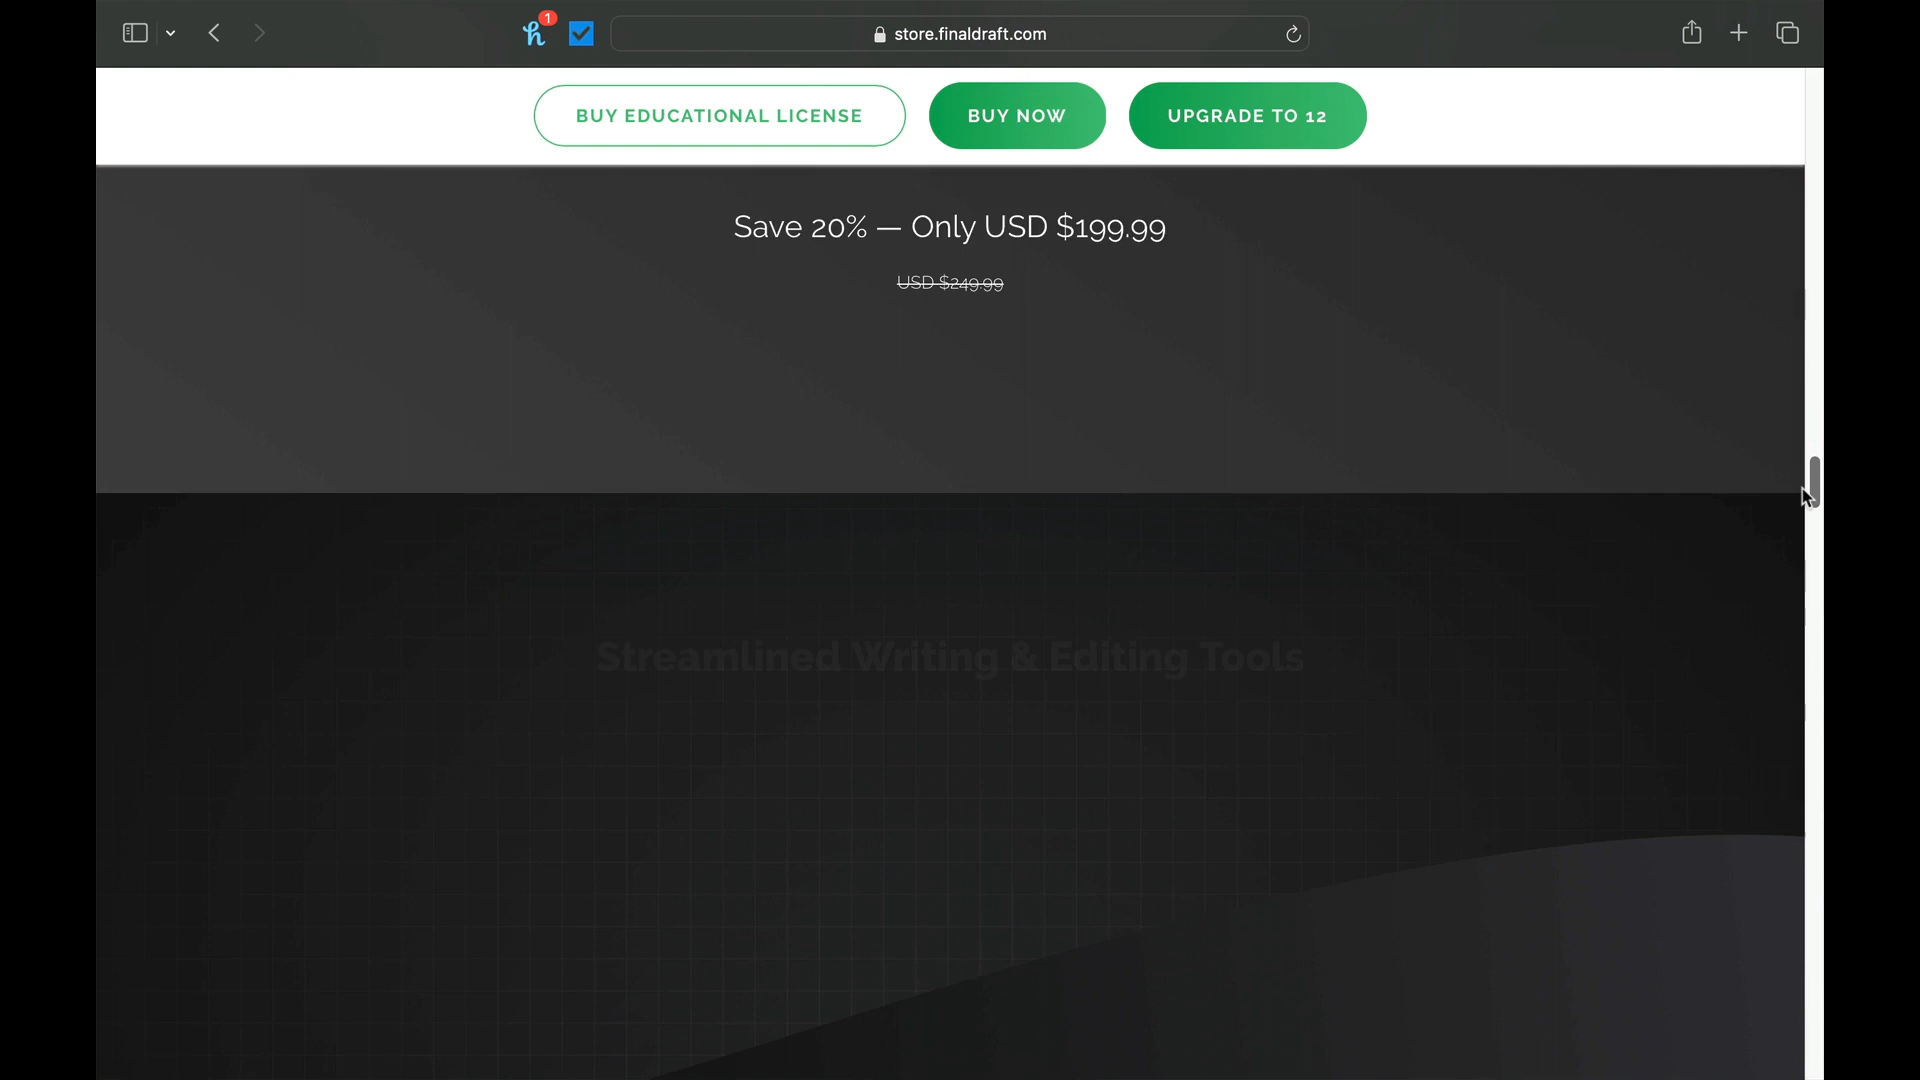 1
store.finaldraft.com
BUY EDUCATIONAL LICENSE
BUY NOW
UPGRADE TO 12
Save 20% — Only USD $199.99
USD $249.99
Streamlined Writing & Editing Tools